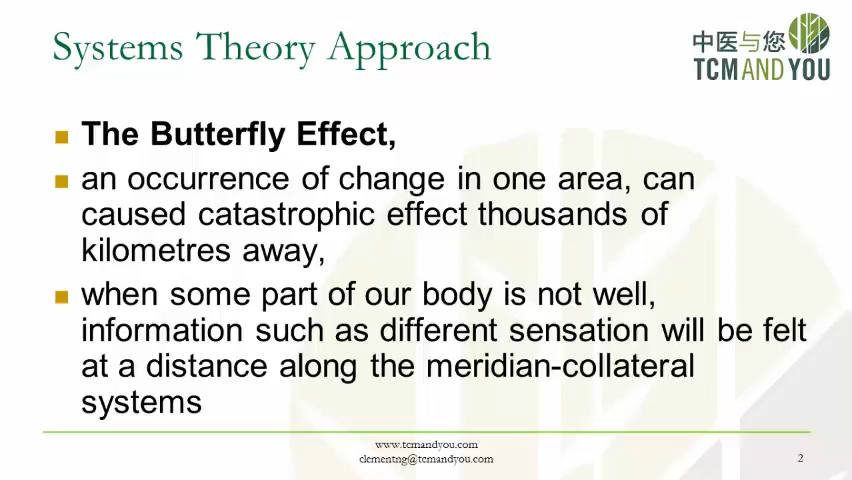 Systems Theory Approach
中医与您
TCM AND YOU
The Butterfly Effect,
an occurrence of change in one area, can
caused catastrophic effect thousands of
kilometres away,
when some part of our body is not well,
information such as different sensation will be felt
at a distance along the meridian-collateral
systems
www.tcmandyou.com
clementng@tcmandyou.com
2